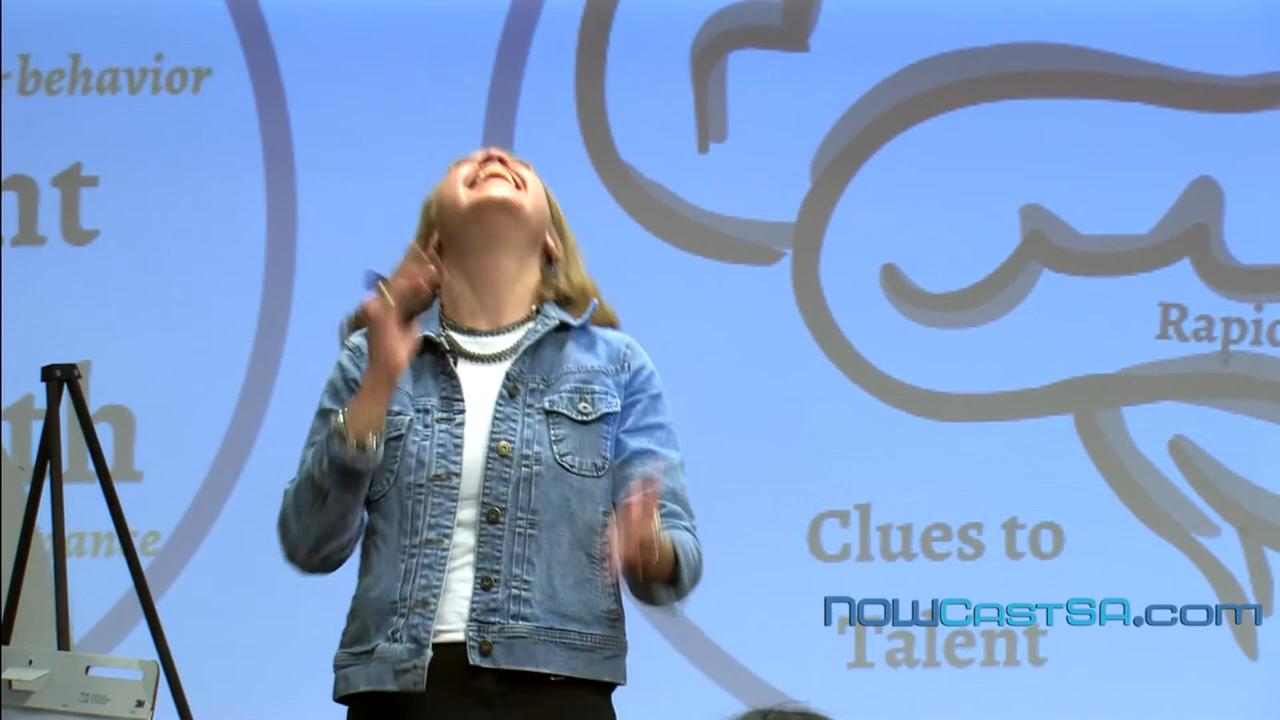 behavior
nt
th
ance
Rapid
Clues to
Talent
NOWCastSA.com